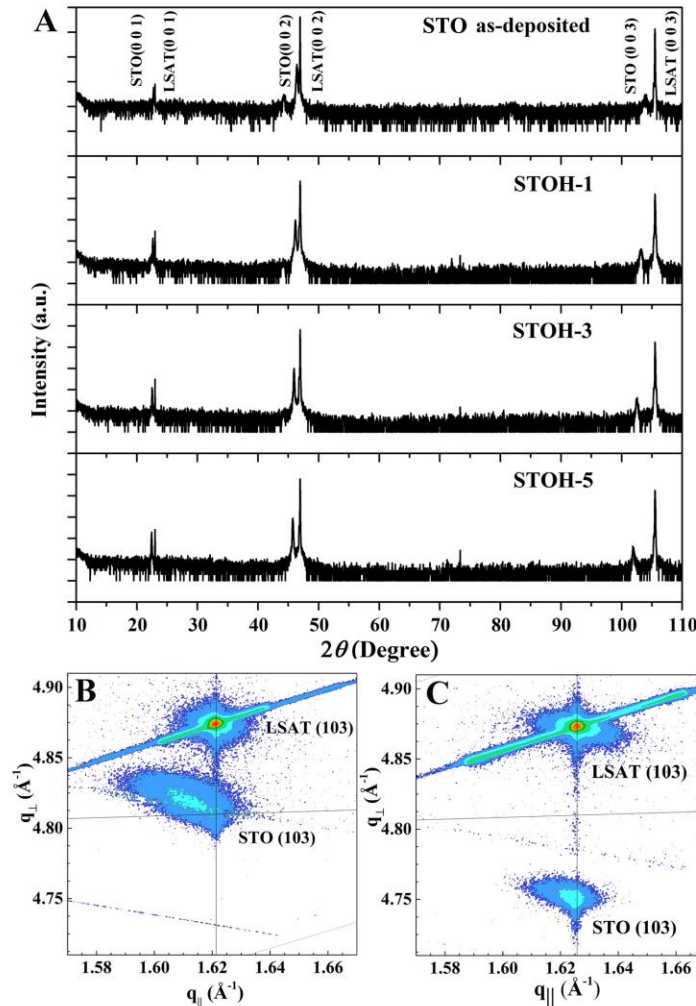 A
STO as-deposited
STO(0 0 1)
LSAT(0 0 1)
STO(0 0 2)
LSAT(0 0 2)
STO (0 0 3)
LSAT (0 0 3)
STOH-1
STOH-3
STOH-5
Intensity (a.u.)
10 20 30 40 50 60 70 80 90 100 110
2θ (Degree)
B
4.90
4.85
4.80
4.75
q⊥ (Å⁻¹)
LSAT (103)
STO (103)
1.58 1.60 1.62 1.64 1.66
q|| (Å⁻¹)
C
4.90
4.85
4.80
4.75
q⊥ (Å⁻¹)
LSAT (103)
STO (103)
1.58 1.60 1.62 1.64 1.66
q|| (Å⁻¹)